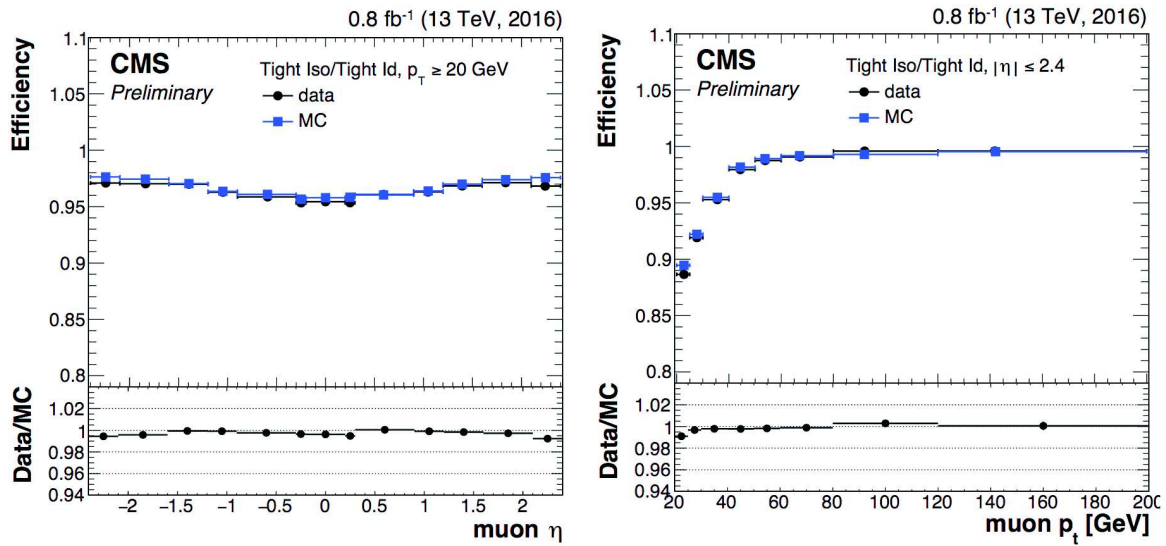 0.8 fb-1 (13 TeV, 2016)
Efficiency
1.1
1.05
1
0.95
0.9
0.85
0.8
CMS
Preliminary
Tight Iso/Tight Id, pT ≥ 20 GeV
data
MC
Data/MC
1.02
1
0.98
0.96
0.94
−2 −1.5 −1 −0.5 0 0.5 1 1.5 2
muon η
0.8 fb-1 (13 TeV, 2016)
Efficiency
1.1
1.05
1
0.95
0.9
0.85
0.8
CMS
Preliminary
Tight Iso/Tight Id, |η| ≤ 2.4
data
MC
Data/MC
1.02
1
0.98
0.96
0.94
20 40 60 80 100 120 140 160 180 200
muon pt [GeV]